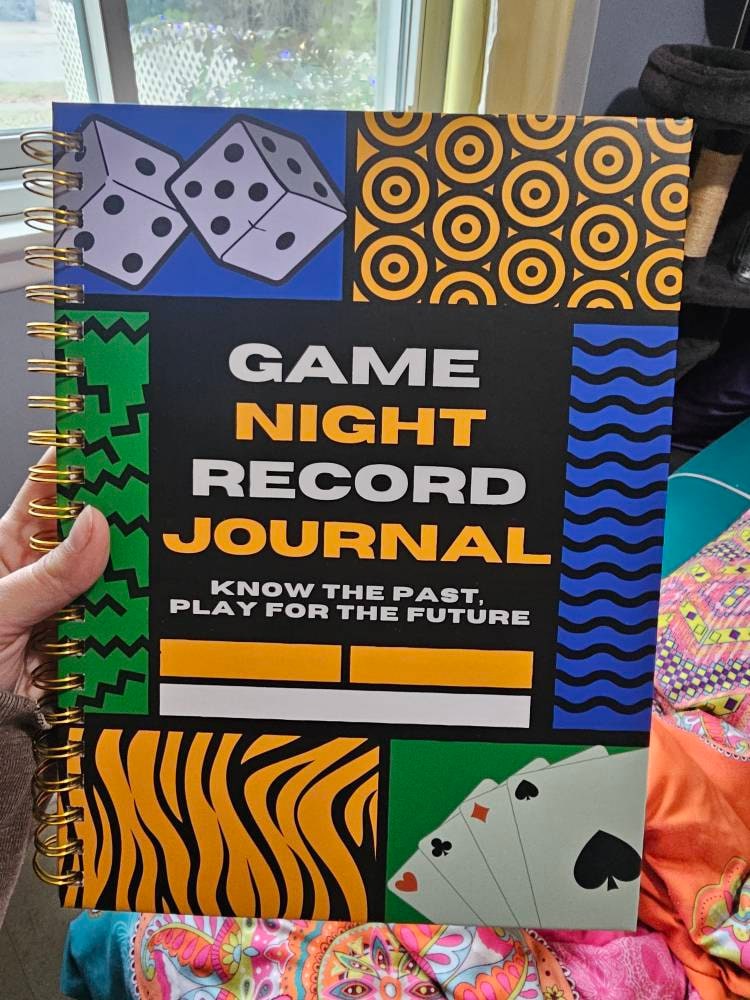 GAME
NIGHT
RECORD
JOURNAL
KNOW THE PAST,
PLAY FOR THE FUTURE